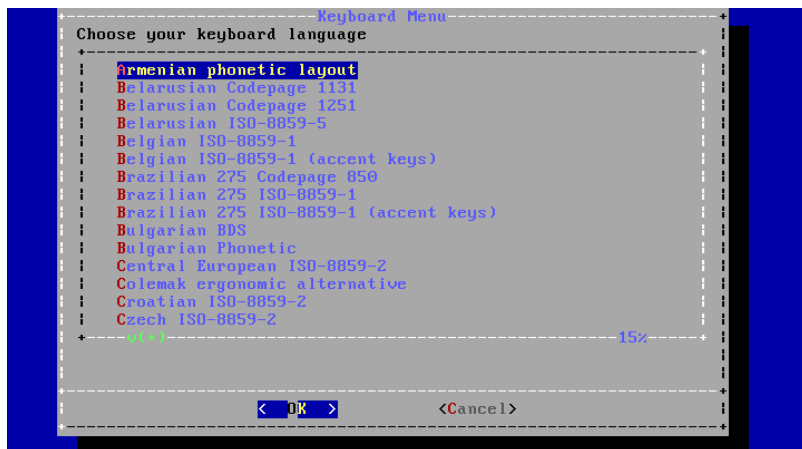 Keyboard Menu
Choose your keyboard language
Armenian phonetic layout
Belarusian Codepage 1131
Belarusian Codepage 1251
Belarusian ISO-8859-5
Belgian ISO-8859-1
Belgian ISO-8859-1 (accent keys)
Brazilian 275 Codepage 850
Brazilian 275 ISO-8859-1
Brazilian 275 ISO-8859-1 (accent keys)
Bulgarian BDS
Bulgarian Phonetic
Central European ISO-8859-2
Colemak ergonomic alternative
Croatian ISO-8859-2
Czech ISO-8859-2
v(+) 15%
< OK > <Cancel>